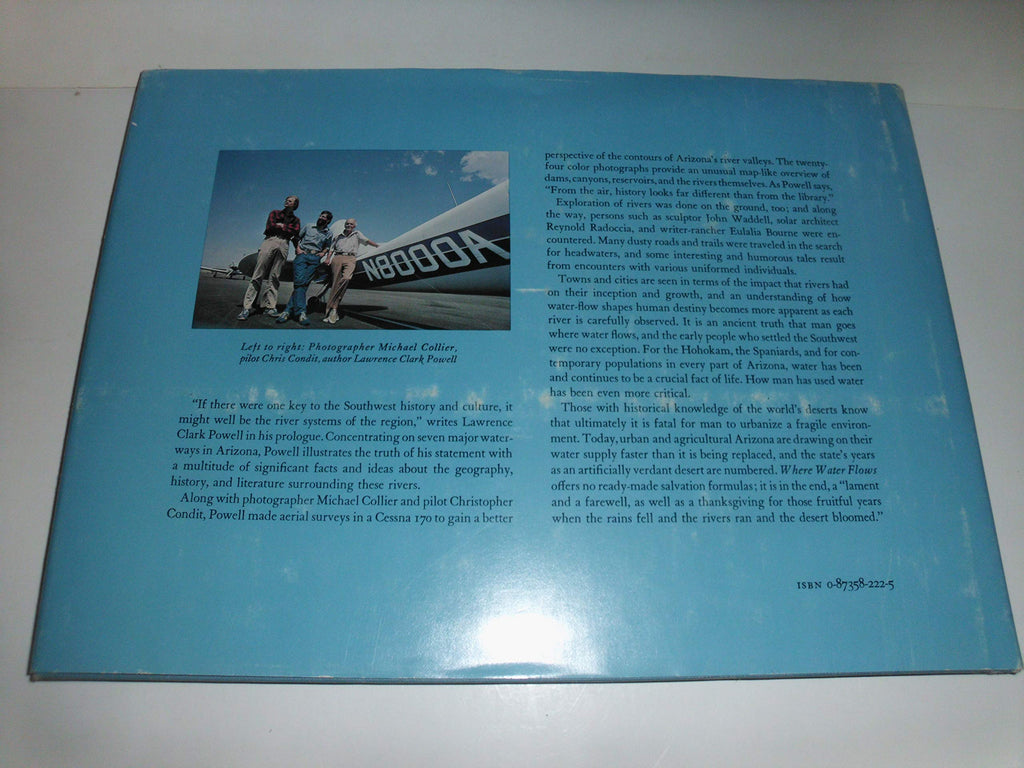 N8000A
Left to right: Photographer Michael Collier,
pilot Chris Condit, author Lawrence Clark Powell
"If there were one key to the Southwest history and culture, it
might well be the river systems of the region," writes Lawrence
Clark Powell in his prologue. Concentrating on seven major water-
ways in Arizona, Powell illustrates the truth of his statement with
a multitude of significant facts and ideas about the geography,
history, and literature surrounding these rivers.
Along with photographer Michael Collier and pilot Christopher
Condit, Powell made aerial surveys in a Cessna 170 to gain a better
perspective of the contours of Arizona's river valleys. The twenty-
four color photographs provide an unusual map-like overview of
dams, canyons, reservoirs, and the rivers themselves. As Powell says,
"From the air, history looks far different than from the library."
Exploration of rivers was done on the ground, too; and along
the way, persons such as sculptor John Waddell, solar architect
Reynold Radoccia, and writer-rancher Eulalia Bourne were en-
countered. Many dusty roads and trails were traveled in the search
for headwaters, and some interesting and humorous tales result
from encounters with various uniformed individuals.
Towns and cities are seen in terms of the impact that rivers had
on their inception and growth, and an understanding of how
water-flow shapes human destiny becomes more apparent as each
river is carefully observed. It is an ancient truth that man goes
where water flows, and the early people who settled the Southwest
were no exception. For the Hohokam, the Spaniards, and for con-
temporary populations in every part of Arizona, water has been
and continues to be a crucial fact of life. How man has used water
has been even more critical.
Those with historical knowledge of the world's deserts know
that ultimately it is fatal for man to urbanize a fragile environ-
ment. Today, urban and agricultural Arizona are drawing on their
water supply faster than it is being replaced, and the state's years
as an artificially verdant desert are numbered. Where Water Flows
offers no ready-made salvation formulas; it is in the end, a "lament
and a farewell, as well as a thanksgiving for those fruitful years
when the rains fell and the rivers ran and the desert bloomed."
ISBN 0-87358-222-5